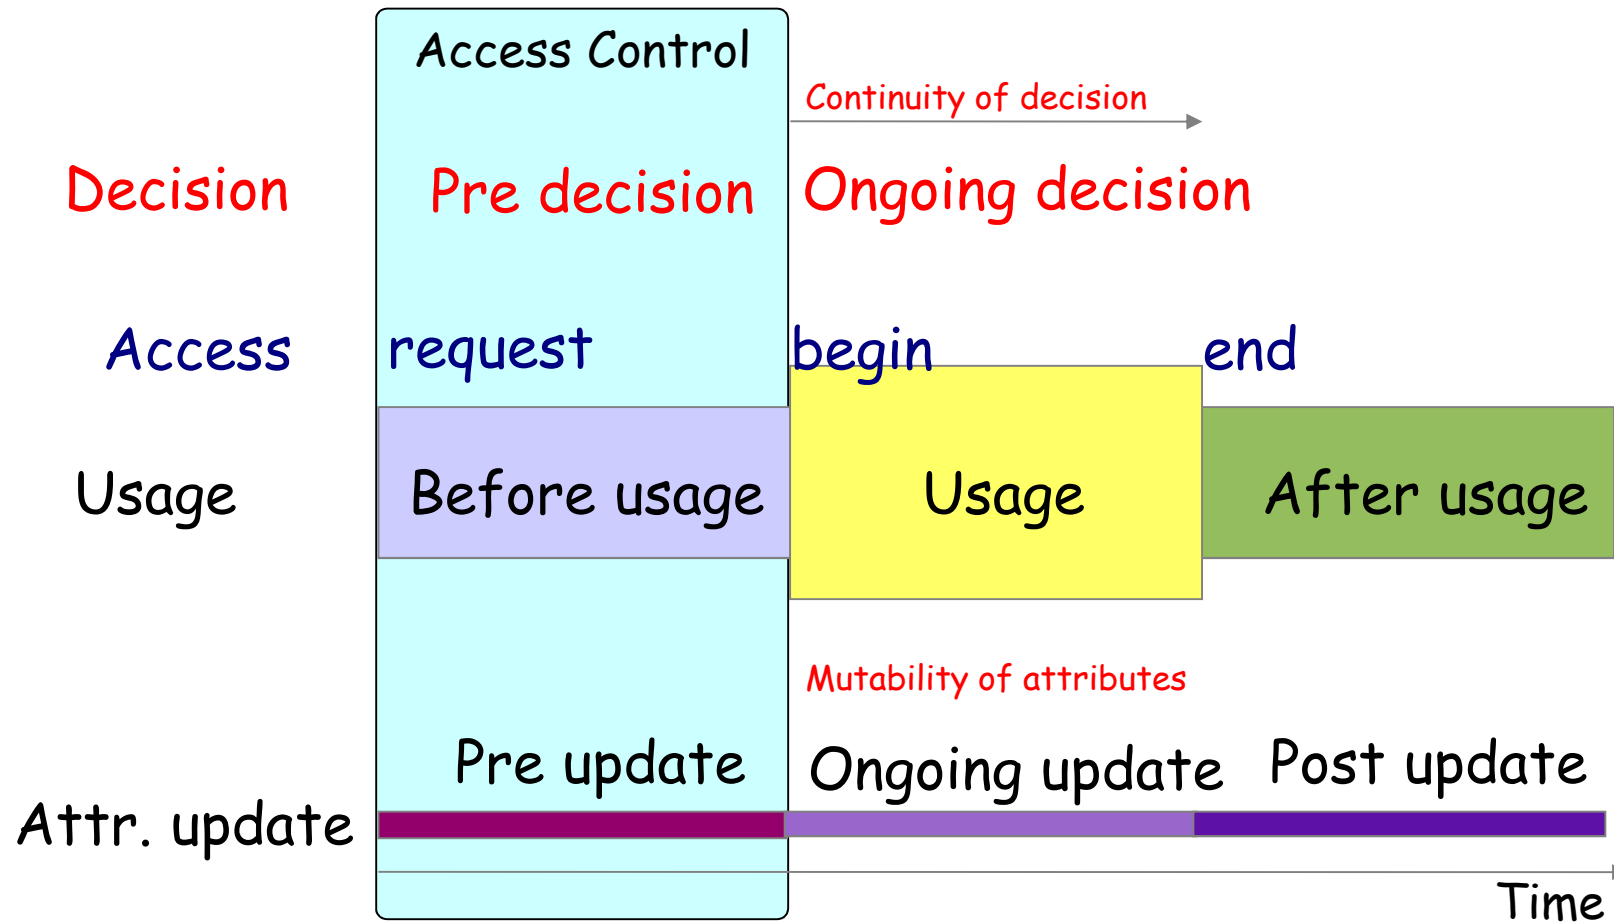 Access Control
Continuity of decision
Decision Pre decision Ongoing decision
Access request begin end
Usage Before usage Usage After usage
Mutability of attributes
Pre update Ongoing update Post update
Attr. update
Time